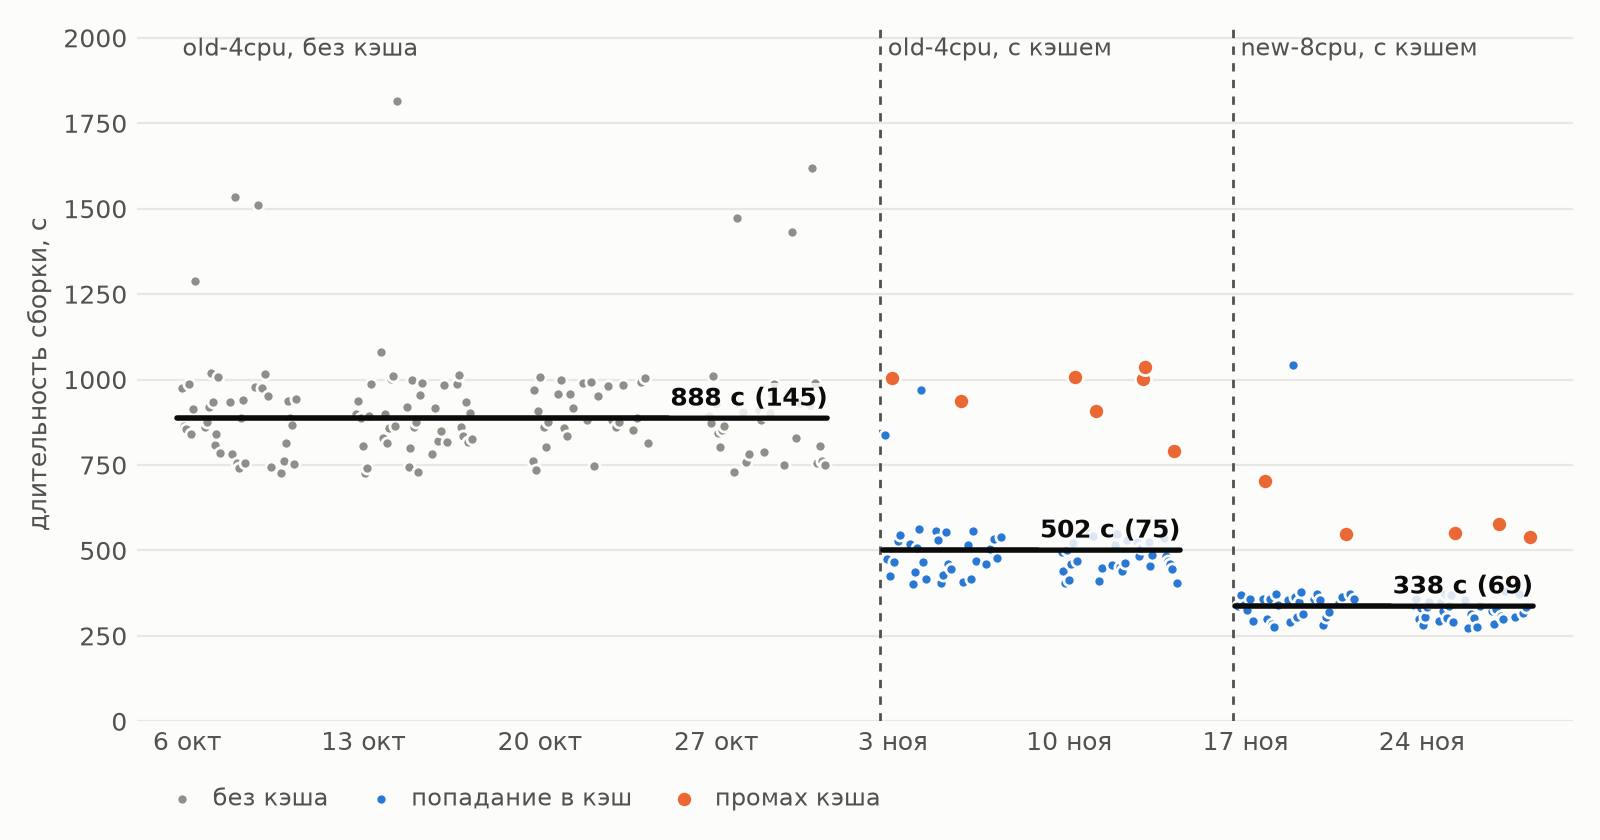 old-4cpu, без кэша
old-4cpu, с кэшем
new-8cpu, с кэшем
длительность сборки, с
2000
1750
1500
1250
1000
750
500
250
0
888 с (145)
502 с (75)
338 с (69)
6 окт
13 окт
20 окт
27 окт
3 ноя
10 ноя
17 ноя
24 ноя
без кэша
попадание в кэш
промах кэша